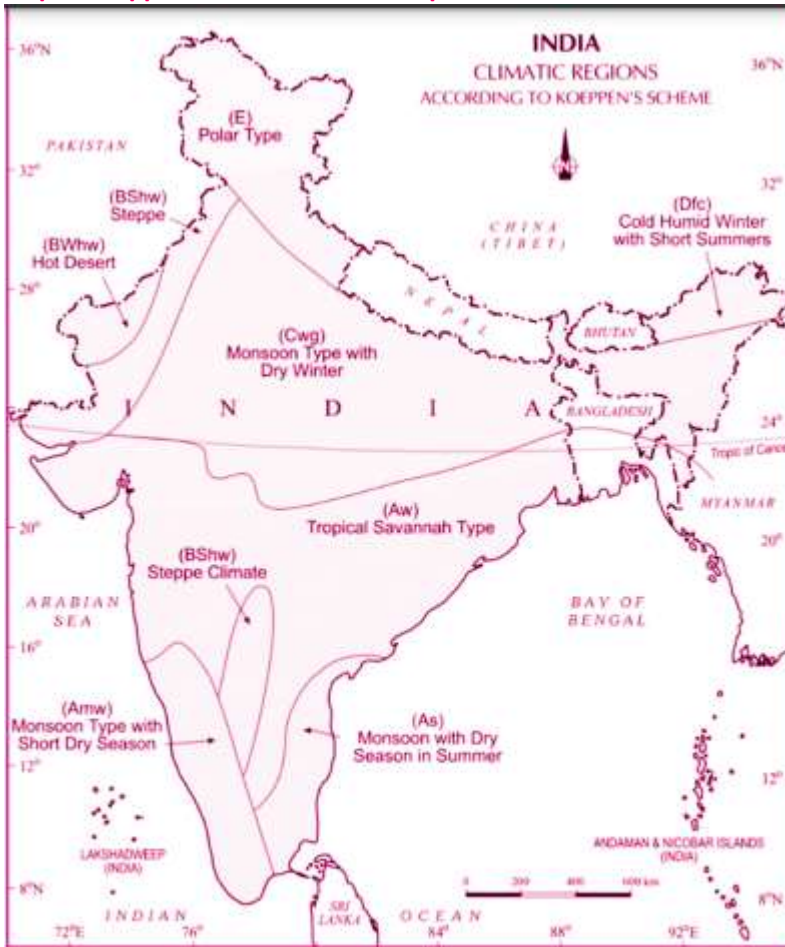 INDIA
CLIMATIC REGIONS
ACCORDING TO KOEPPEN'S SCHEME
36°N
36°N
(E)
Polar Type
PAKISTAN
N
32°
32°
(BShw)
Steppe
(Dfc)
Cold Humid Winter
with Short Summers
CHINA
(TIBET)
(BWhw)
Hot Desert
28°
28°
NEPAL
BHUTAN
(Cwg)
Monsoon Type with
Dry Winter
I N D I A
BANGLADESH
24°
Tropic of Cance
MYANMAR
(Aw)
Tropical Savannah Type
20°
20°
(BShw)
Steppe Climate
ARABIAN
SEA
BAY OF
BENGAL
16°
16°
(Amw)
Monsoon Type with
Short Dry Season
(As)
Monsoon with Dry
Season in Summer
12°
12°
LAKSHADWEEP
(INDIA)
ANDAMAN & NICOBAR ISLANDS
(INDIA)
8°N
8°N
0 200 400 600 km
SRI
LANKA
INDIAN OCEAN
72°E 76° 84° 88° 92°E